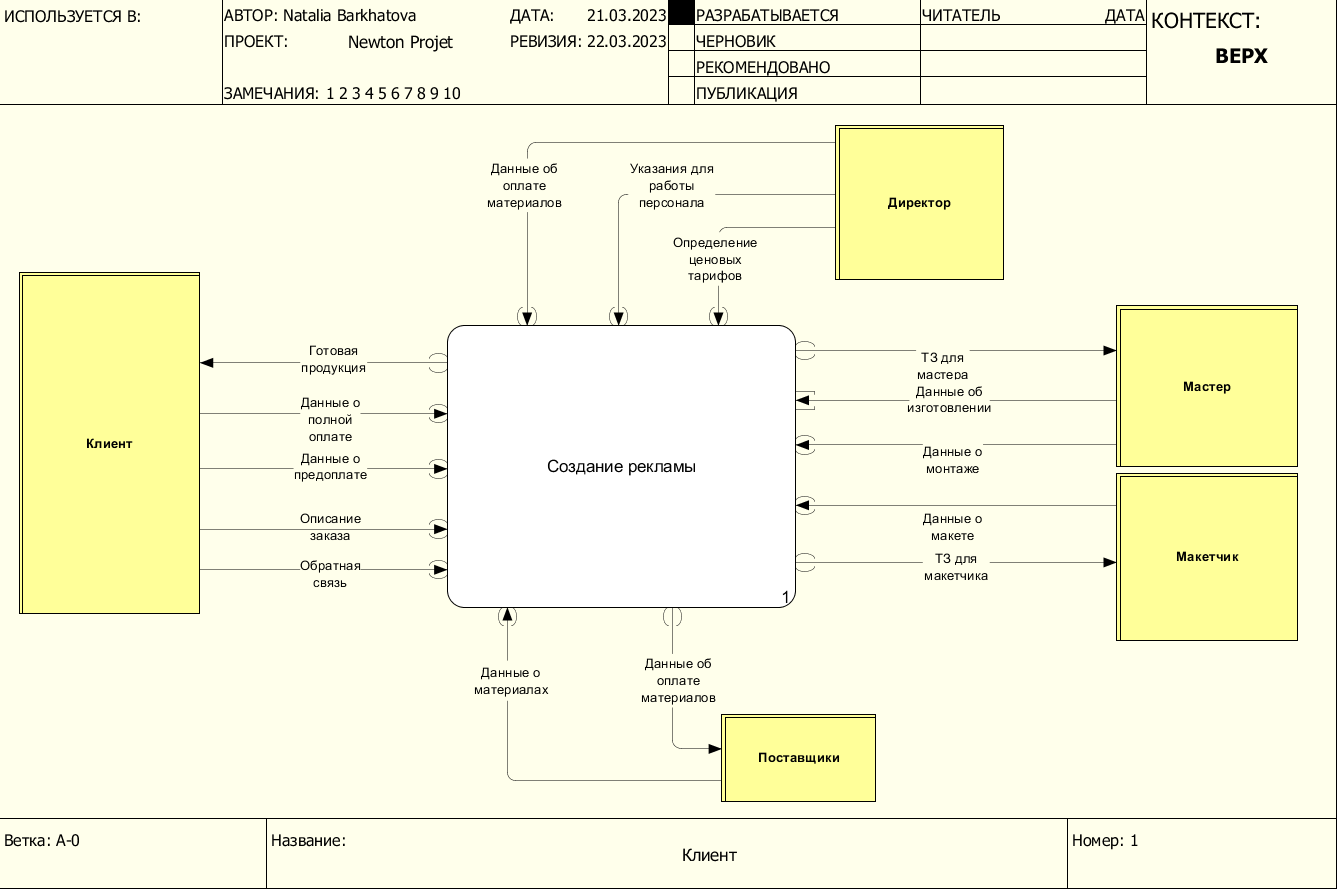 ИСПОЛЬЗУЕТСЯ В:
АВТОР: Natalia Barkhatova
ДАТА: 21.03.2023
ПРОЕКТ: Newton Projet
РЕВИЗИЯ: 22.03.2023
ЗАМЕЧАНИЯ: 1 2 3 4 5 6 7 8 9 10
РАЗРАБАТЫВАЕТСЯ
ЧЕРНОВИК
РЕКОМЕНДОВАНО
ПУБЛИКАЦИЯ
ЧИТАТЕЛЬ
ДАТА
КОНТЕКСТ:
ВЕРХ
Данные об
оплате
материалов
Указания для
работы
персонала
Определение
ценовых
тарифов
Директор
Клиент
Готовая
продукция
Данные о
полной
оплате
Данные о
предоплате
Описание
заказа
Обратная
связь
Создание рекламы
1
ТЗ для
мастера
Данные об
изготовлении
Данные о
монтаже
Мастер
Данные о
макете
ТЗ для
макетчика
Макетчик
Данные о
материалах
Данные об
оплате
материалов
Поставщики
Ветка: A-0
Название:
Клиент
Номер: 1